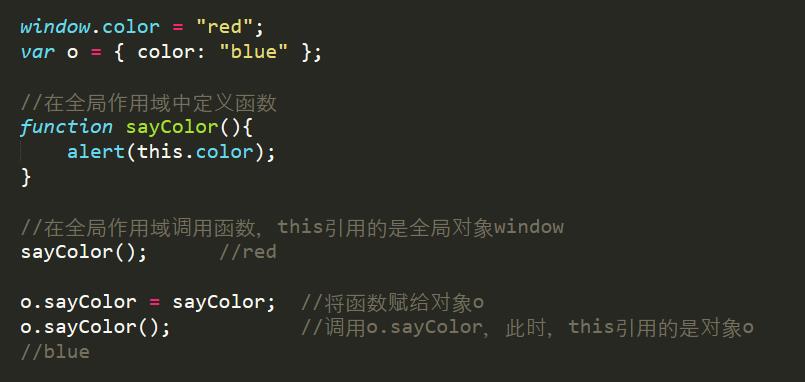 window.color = "red";
var o = { color: "blue" };
//在全局作用域中定义函数
function sayColor(){
    alert(this.color);
}
//在全局作用域调用函数，this引用的是全局对象window
sayColor();      //red
o.sayColor = sayColor;  //将函数赋给对象o
o.sayColor();           //调用o.sayColor，此时，this引用的是对象o
//blue